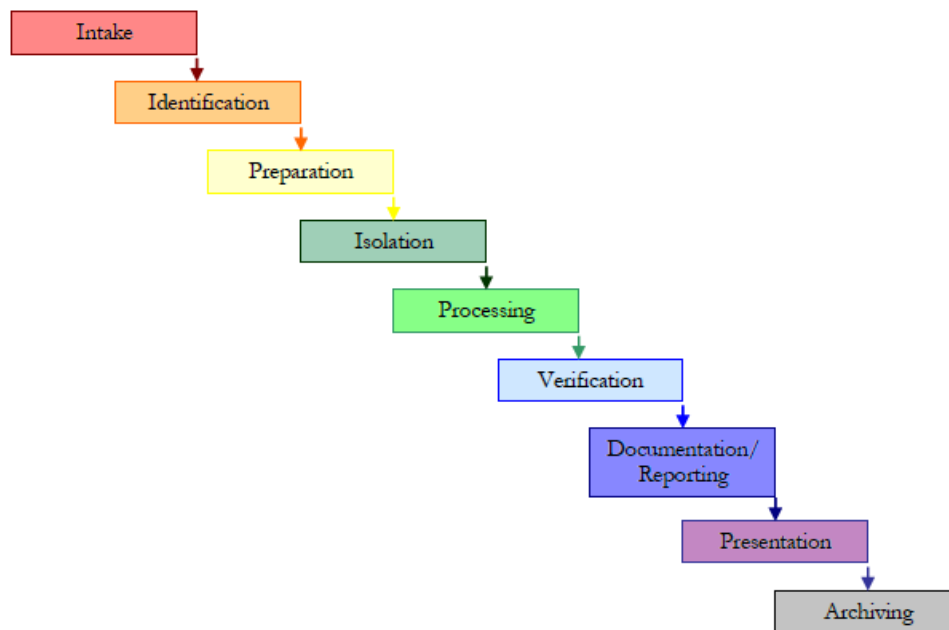 Intake
Identification
Preparation
Isolation
Processing
Verification
Documentation/
Reporting
Presentation
Archiving